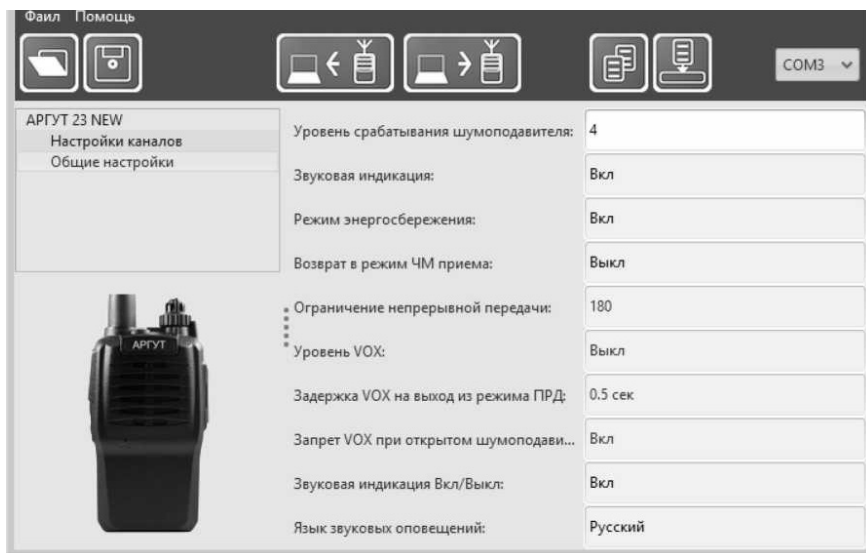 Файл Помощь
COM3
АРГУТ 23 NEW
Настройки каналов
Общие настройки
АРГУТ
Уровень срабатывания шумоподавителя: 4
Звуковая индикация: Вкл
Режим энергосбережения: Вкл
Возврат в режим ЧМ приема: Выкл
Ограничение непрерывной передачи: 180
Уровень VOX: Выкл
Задержка VOX на выход из режима ПРД: 0.5 сек
Запрет VOX при открытом шумоподави... Вкл
Звуковая индикация Вкл/Выкл: Вкл
Язык звуковых оповещений: Русский